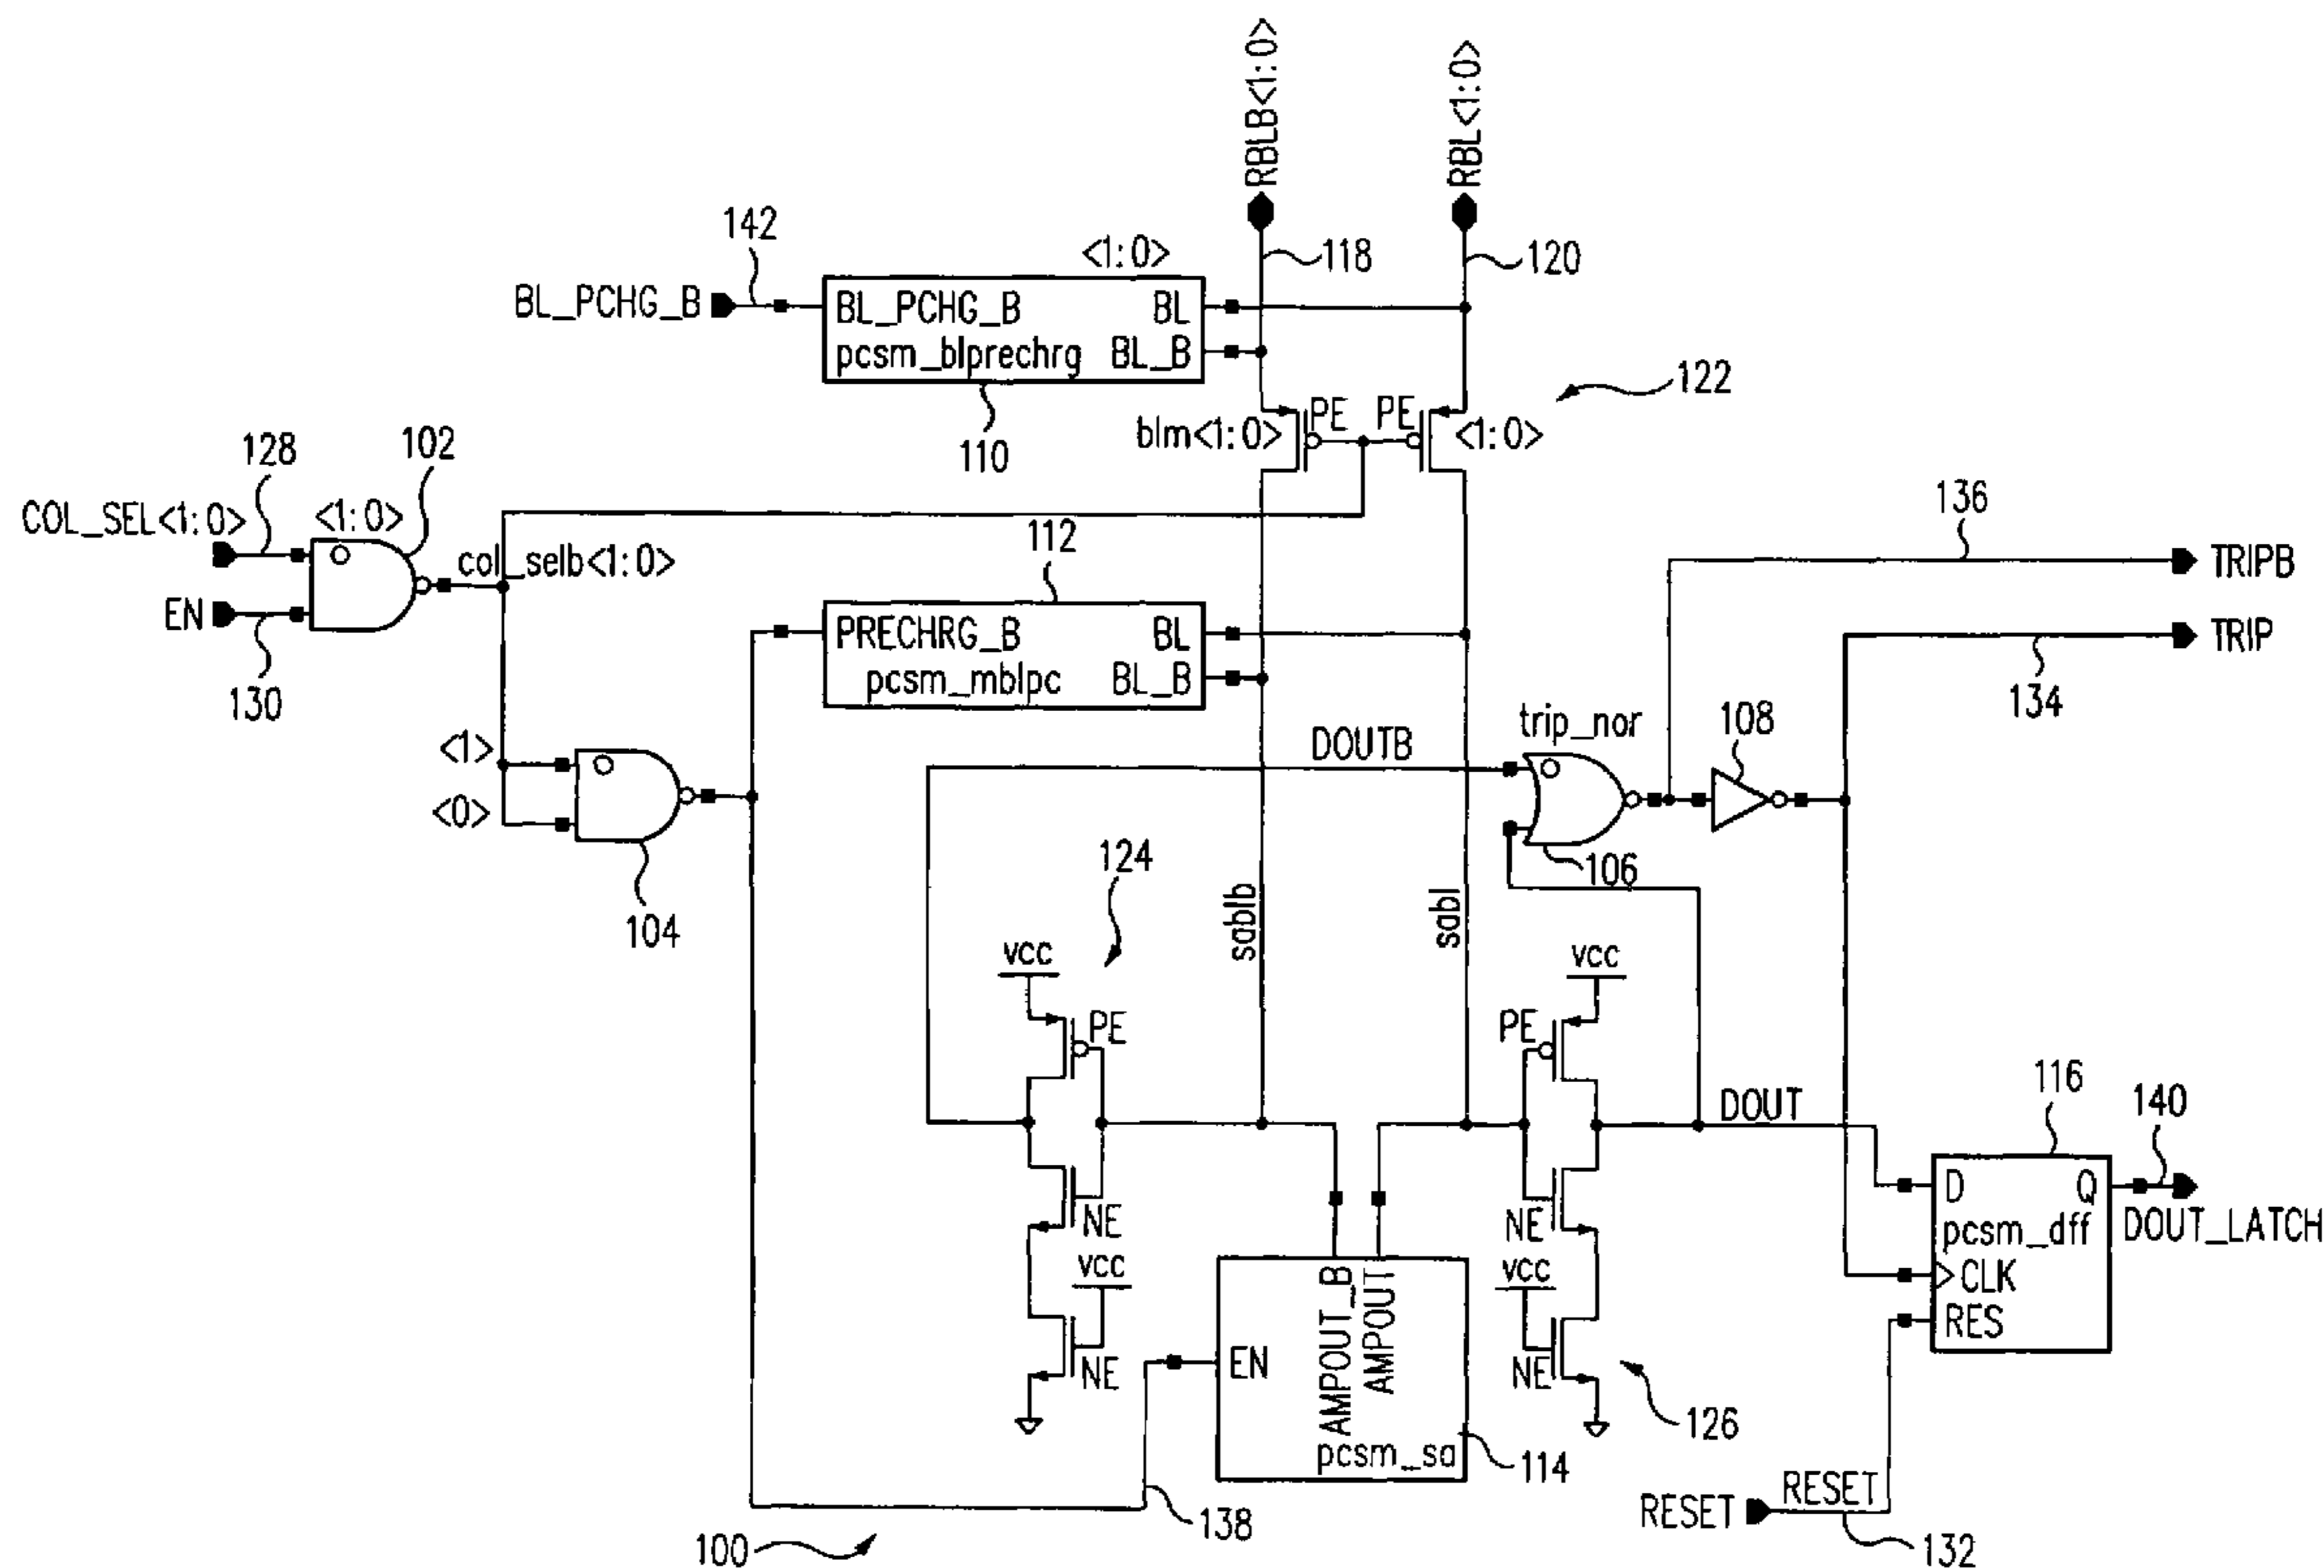 RBLB<1:0>
RBL<1:0>
142
<1:0>
118
120
BL_PCHG_B
BL_PCHG_B
BL
pcsm_blprechrg
BL_B
122
110
PE
PE
blm<1:0>
<1:0>
128
102
COL_SEL<1:0>
<1:0>
112
136
col_selb<1:0>
TRIPB
EN
PRECHRG_B
BL
TRIP
pcsm_mblpc
BL_B
130
134
<1>
trip_nor
108
DOUTB
<0>
124
106
104
sablb
sabl
vcc
vcc
PE
PE
116
140
DOUT
D
Q
NE
NE
pcsm_dff
DOUT_LATCH
vcc
vcc
CLK
RES
AMPOUT_B
AMPOUT
EN
NE
NE
126
pcsm_sa
114
RESET
RESET
138
100
132